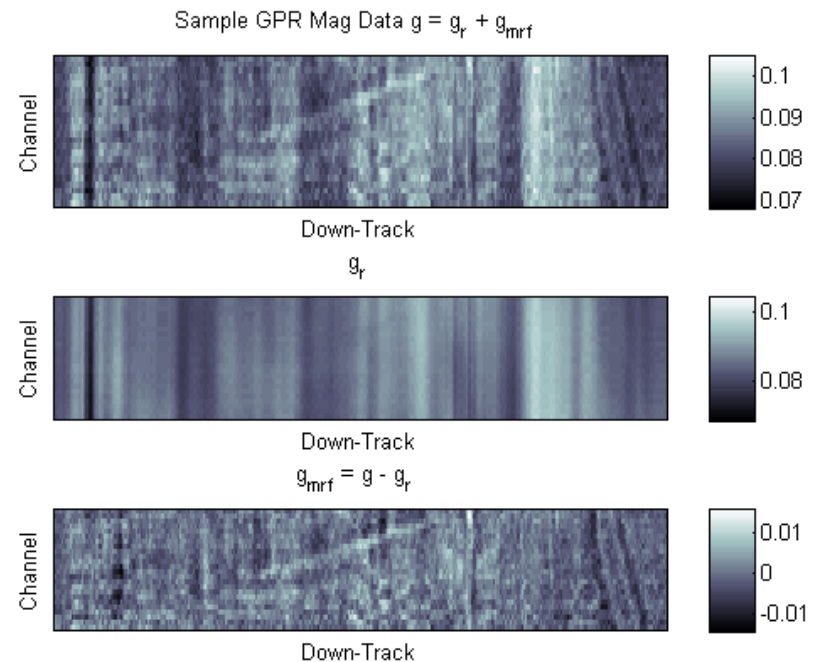 Sample GPR Mag Data g = g_r + g_mrf
Channel
0.1
0.09
0.08
0.07
Down-Track
g_r
Channel
0.1
0.08
Down-Track
g_mrf = g - g_r
Channel
0.01
0
-0.01
Down-Track